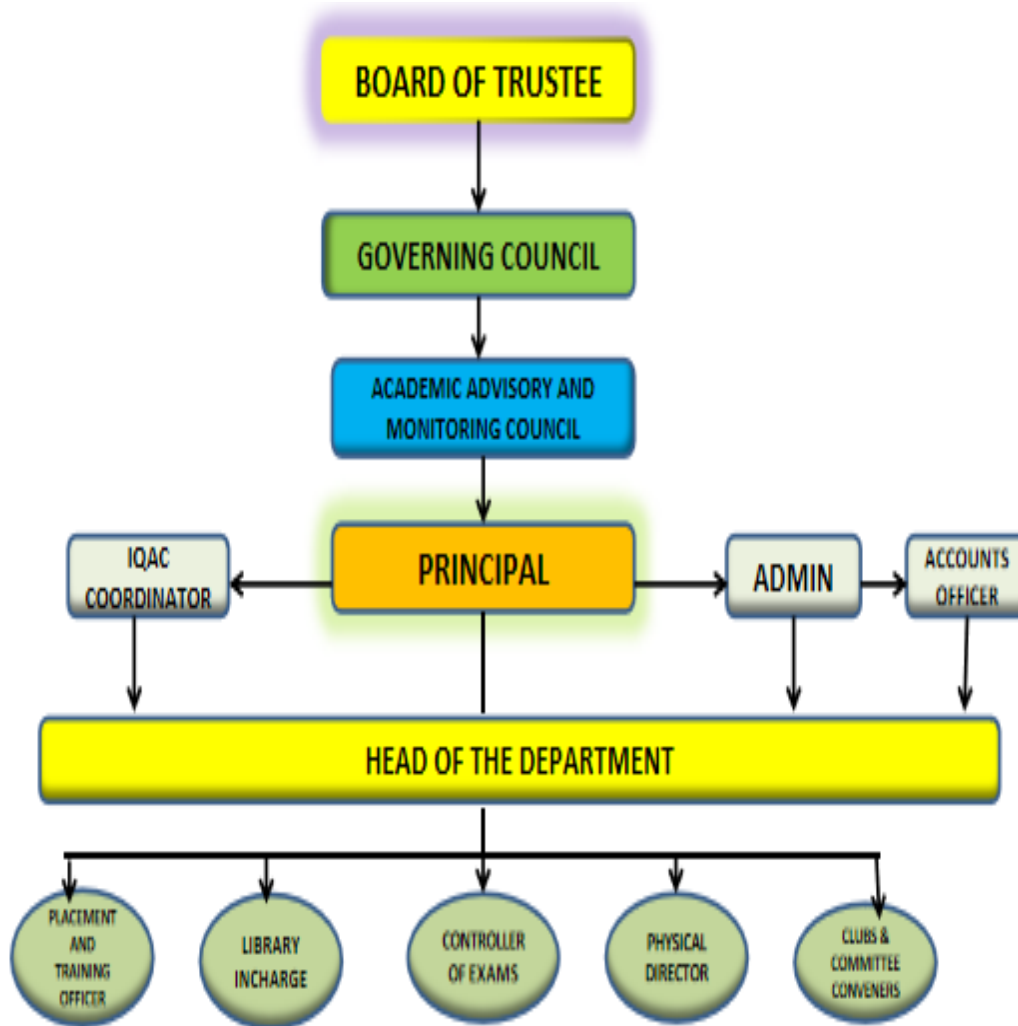 BOARD OF TRUSTEE
GOVERNING COUNCIL
ACADEMIC ADVISORY AND
MONITORING COUNCIL
IQAC
COORDINATOR
PRINCIPAL
ADMIN
ACCOUNTS
OFFICER
HEAD OF THE DEPARTMENT
PLACEMENT
AND
TRAINING
OFFICER
LIBRARY
INCHARGE
CONTROLLER
OF EXAMS
PHYSICAL
DIRECTOR
CLUBS &
COMMITTEE
CONVENERS